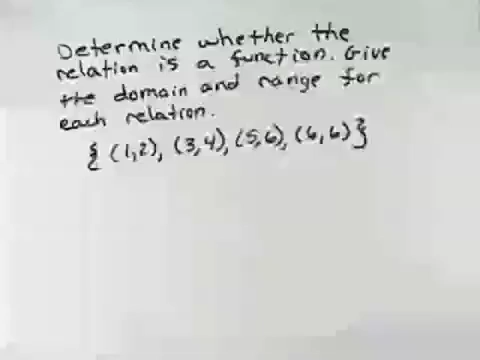 Determine whether the
relation is a function. Give
the domain and range for
each relation.
{ (1,2), (3,4), (5,6), (6,6) }